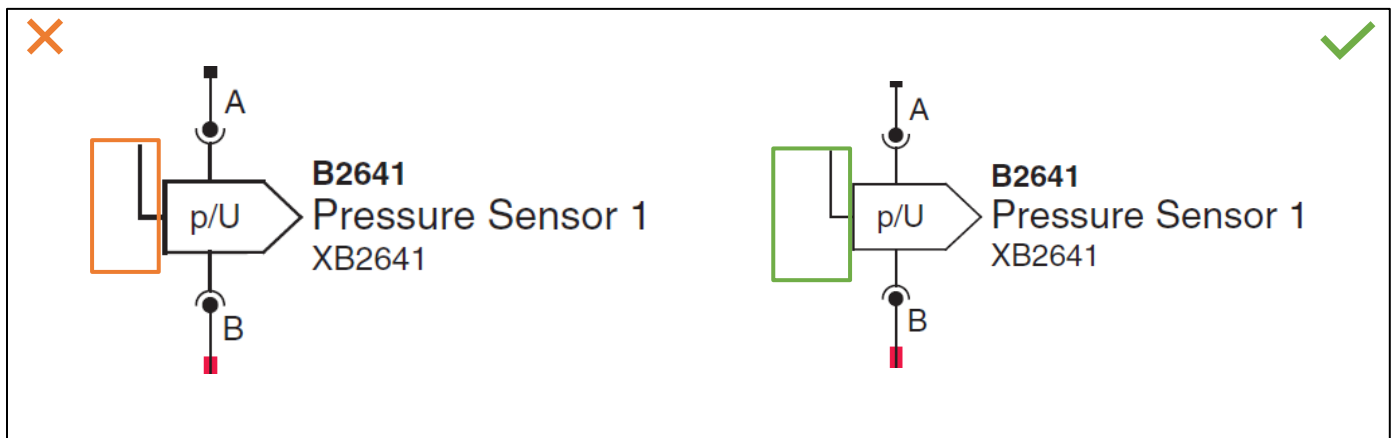 A
B2641
p/U
Pressure Sensor 1
XB2641
B
A
B2641
p/U
Pressure Sensor 1
XB2641
B